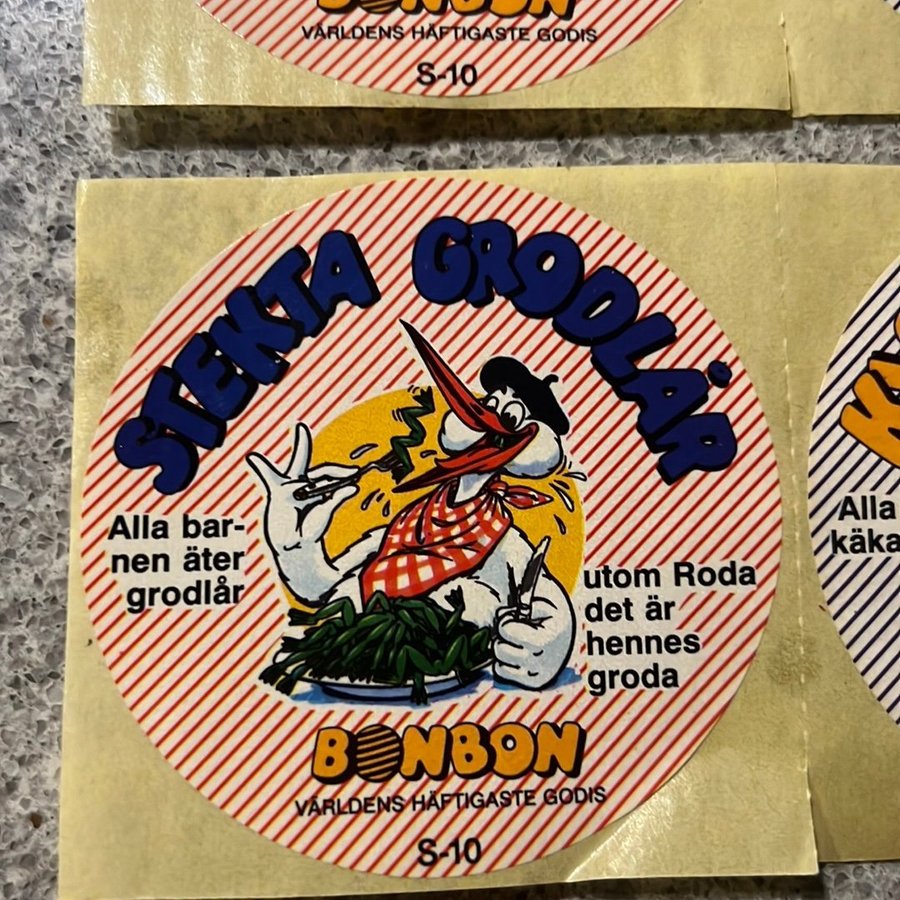 BONBON
VÄRLDENS HÄFTIGASTE GODIS
S-10
STEKTA GRODLÅR
Alla bar-
nen äter
grodlår
utom Roda
det är
hennes
groda
BONBON
VÄRLDENS HÄFTIGASTE GODIS
S-10
Alla
käka